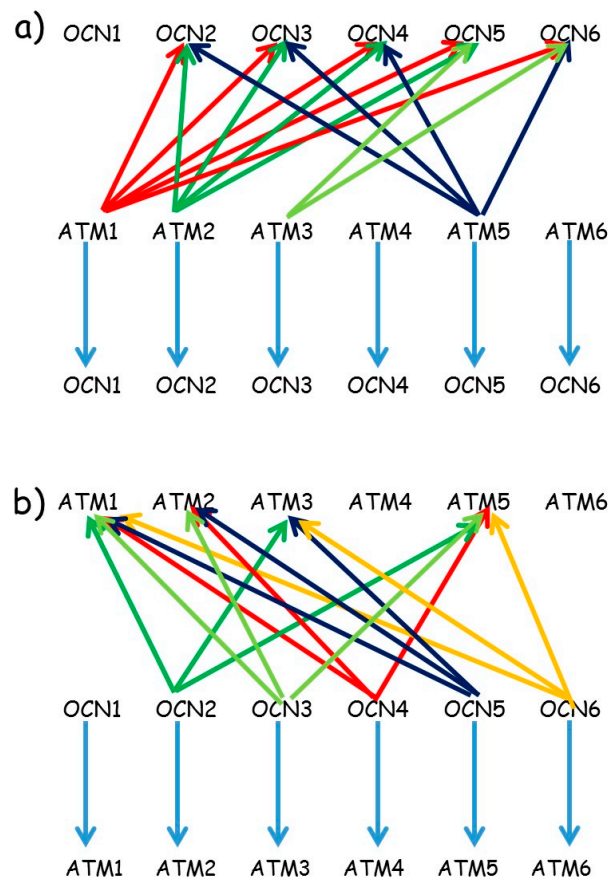 a) OCN1 OCN2 OCN3 OCN4 OCN5 OCN6
ATM1 ATM2 ATM3 ATM4 ATM5 ATM6
OCN1 OCN2 OCN3 OCN4 OCN5 OCN6
b) ATM1 ATM2 ATM3 ATM4 ATM5 ATM6
OCN1 OCN2 OCN3 OCN4 OCN5 OCN6
ATM1 ATM2 ATM3 ATM4 ATM5 ATM6